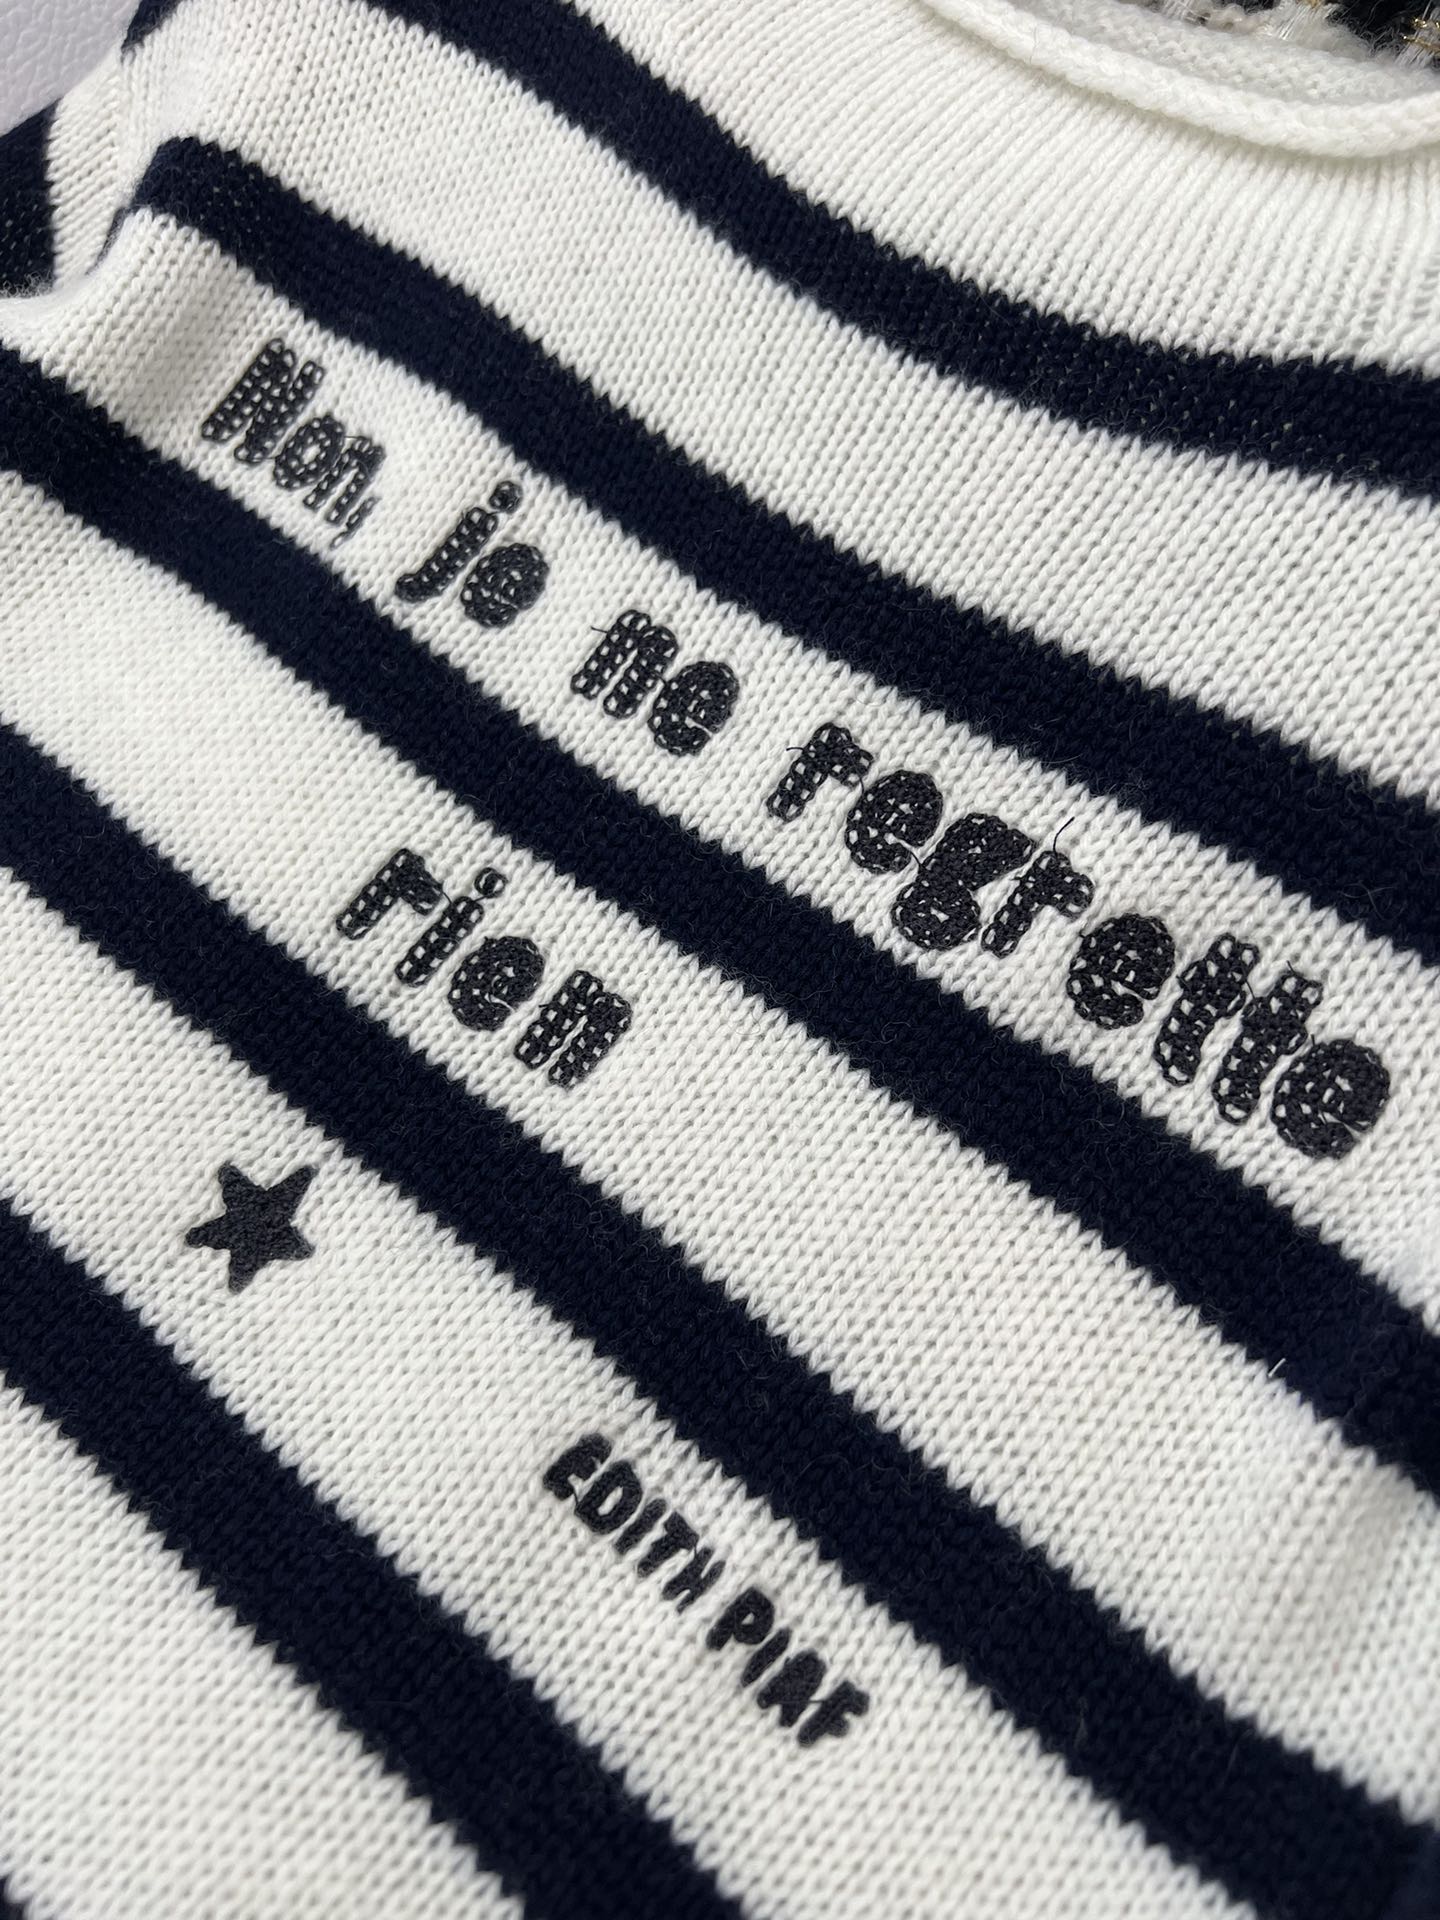 Non, je ne regrette
rien
EDITH PIAF